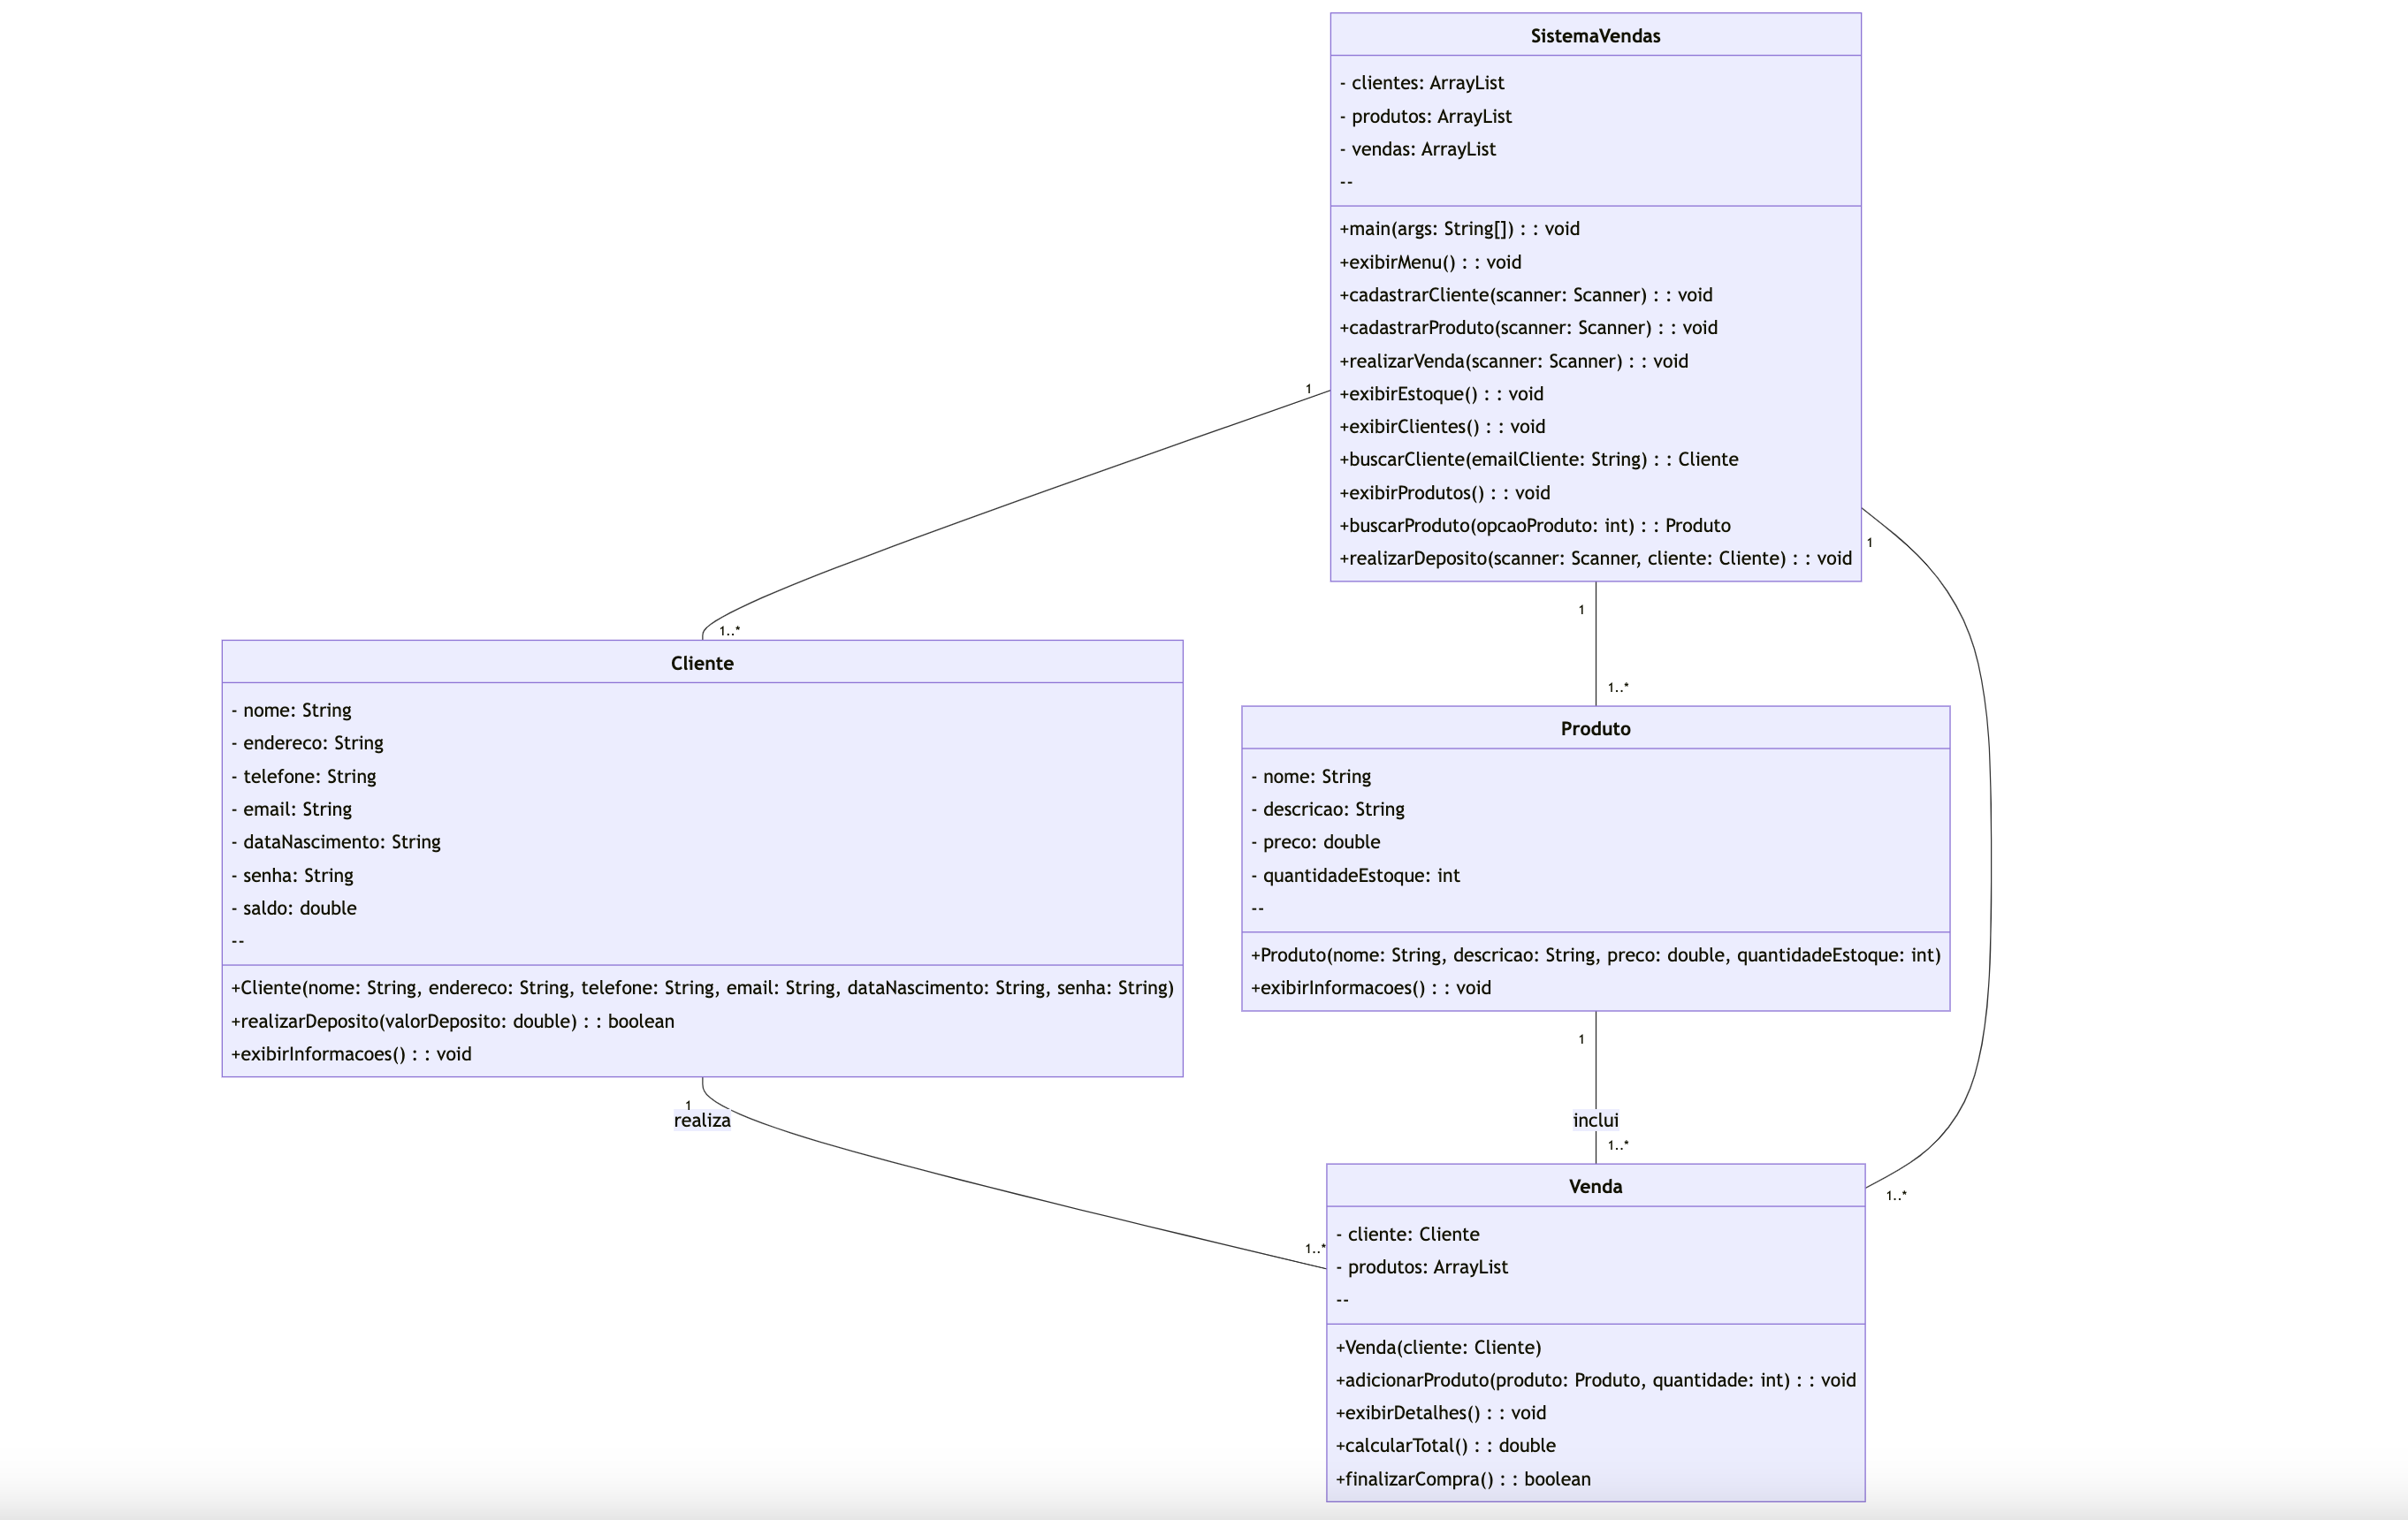 SistemaVendas
- clientes: ArrayList
- produtos: ArrayList
- vendas: ArrayList
--
+main(args: String[]) : : void
+exibirMenu() : : void
+cadastrarCliente(scanner: Scanner) : : void
+cadastrarProduto(scanner: Scanner) : : void
+realizarVenda(scanner: Scanner) : : void
+exibirEstoque() : : void
+exibirClientes() : : void
+buscarCliente(emailCliente: String) : : Cliente
+exibirProdutos() : : void
+buscarProduto(opcaoProduto: int) : : Produto
+realizarDeposito(scanner: Scanner, cliente: Cliente) : : void
1
1
1
1..*
1..*
Cliente
- nome: String
- endereco: String
- telefone: String
- email: String
- dataNascimento: String
- senha: String
- saldo: double
--
+Cliente(nome: String, endereco: String, telefone: String, email: String, dataNascimento: String, senha: String)
+realizarDeposito(valorDeposito: double) : : boolean
+exibirInformacoes() : : void
Produto
- nome: String
- descricao: String
- preco: double
- quantidadeEstoque: int
--
+Produto(nome: String, descricao: String, preco: double, quantidadeEstoque: int)
+exibirInformacoes() : : void
1
realiza
1..*
1
inclui
1..*
1..*
Venda
- cliente: Cliente
- produtos: ArrayList
--
+Venda(cliente: Cliente)
+adicionarProduto(produto: Produto, quantidade: int) : : void
+exibirDetalhes() : : void
+calcularTotal() : : double
+finalizarCompra() : : boolean